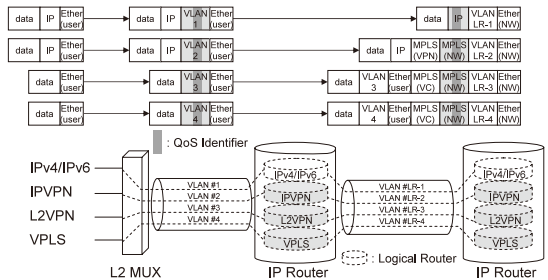 data IP Ether (user) data IP VLAN 1 Ether (user) data IP VLAN LR-1 Ether (NW)
data IP Ether (user) data IP VLAN 2 Ether (user) data IP MPLS (VPN) MPLS (NW) VLAN LR-2 Ether (NW)
data Ether (user) data VLAN 3 Ether (user) data VLAN 3 Ether (user) MPLS (VC) MPLS (NW) VLAN LR-3 Ether (NW)
data Ether (user) data VLAN 4 Ether (user) data VLAN 4 Ether (user) MPLS (VC) MPLS (NW) VLAN LR-4 Ether (NW)
: QoS Identifier
IPv4/IPv6
IPVPN
L2VPN
VPLS
VLAN #1
VLAN #2
VLAN #3
VLAN #4
IPv4/IPv6
IPVPN
L2VPN
VPLS
VLAN #LR-1
VLAN #LR-2
VLAN #LR-3
VLAN #LR-4
IPv4/IPv6
IPVPN
L2VPN
VPLS
: Logical Router
L2 MUX
IP Router
IP Router